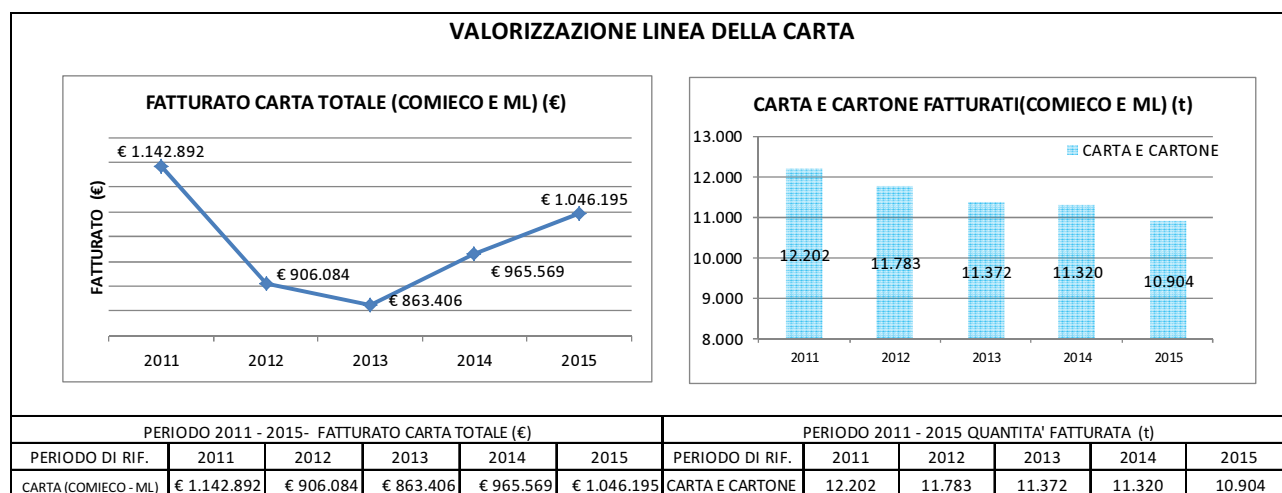 VALORIZZAZIONE LINEA DELLA CARTA
FATTURATO CARTA TOTALE (COMIECO E ML) (€)
FATTURATO (€)
€ 1.142.892
€ 906.084
€ 863.406
€ 965.569
€ 1.046.195
2011 2012 2013 2014 2015
CARTA E CARTONE FATTURATI(COMIECO E ML) (t)
CARTA E CARTONE
13.000
12.000
11.000
10.000
9.000
8.000
12.202 11.783 11.372 11.320 10.904
2011 2012 2013 2014 2015
PERIODO 2011 - 2015- FATTURATO CARTA TOTALE (€) PERIODO 2011 - 2015 QUANTITA' FATTURATA (t)
PERIODO DI RIF. 2011 2012 2013 2014 2015 PERIODO DI RIF. 2011 2012 2013 2014 2015
CARTA (COMIECO - ML) € 1.142.892 € 906.084 € 863.406 € 965.569 € 1.046.195 CARTA E CARTONE 12.202 11.783 11.372 11.320 10.904